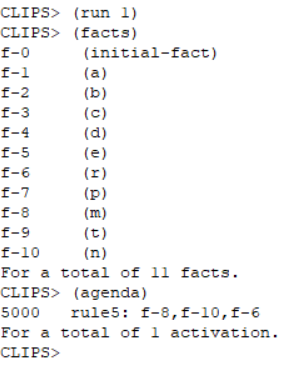 CLIPS> (run 1)
CLIPS> (facts)
f-0 (initial-fact)
f-1 (a)
f-2 (b)
f-3 (c)
f-4 (d)
f-5 (e)
f-6 (r)
f-7 (p)
f-8 (m)
f-9 (t)
f-10 (n)
For a total of 11 facts.
CLIPS> (agenda)
5000 rule5: f-8,f-10,f-6
For a total of 1 activation.
CLIPS>